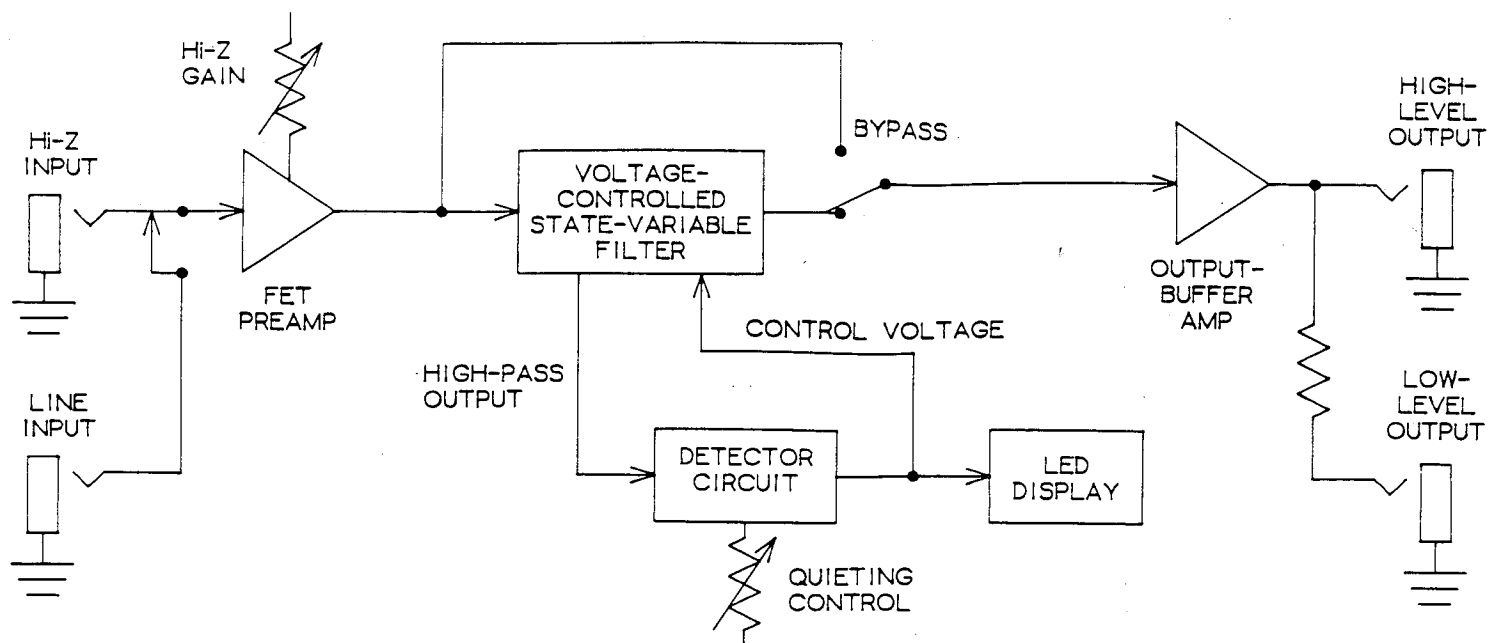 Hi-Z
GAIN
Hi-Z
INPUT
FET
PREAMP
LINE
INPUT
VOLTAGE-
CONTROLLED
STATE-VARIABLE
FILTER
BYPASS
HIGH-PASS
OUTPUT
CONTROL VOLTAGE
DETECTOR
CIRCUIT
LED
DISPLAY
QUIETING
CONTROL
OUTPUT-
BUFFER
AMP
HIGH-
LEVEL
OUTPUT
LOW-
LEVEL
OUTPUT